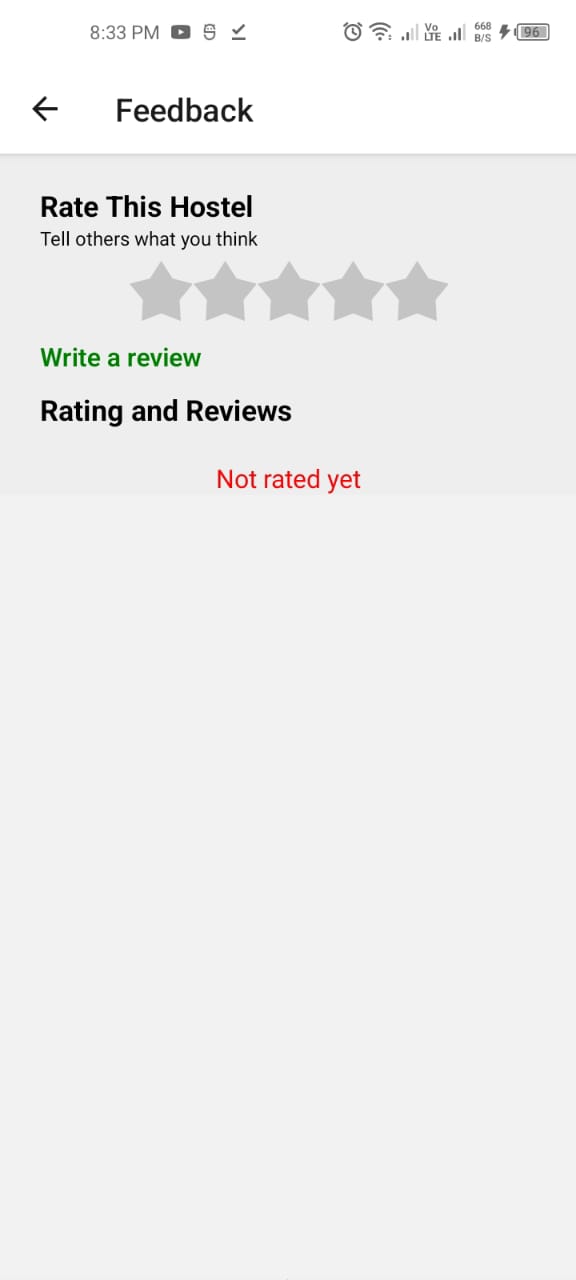 8:33 PM
Vo
LTE
668
B/S
96
Feedback
Rate This Hostel
Tell others what you think
Write a review
Rating and Reviews
Not rated yet